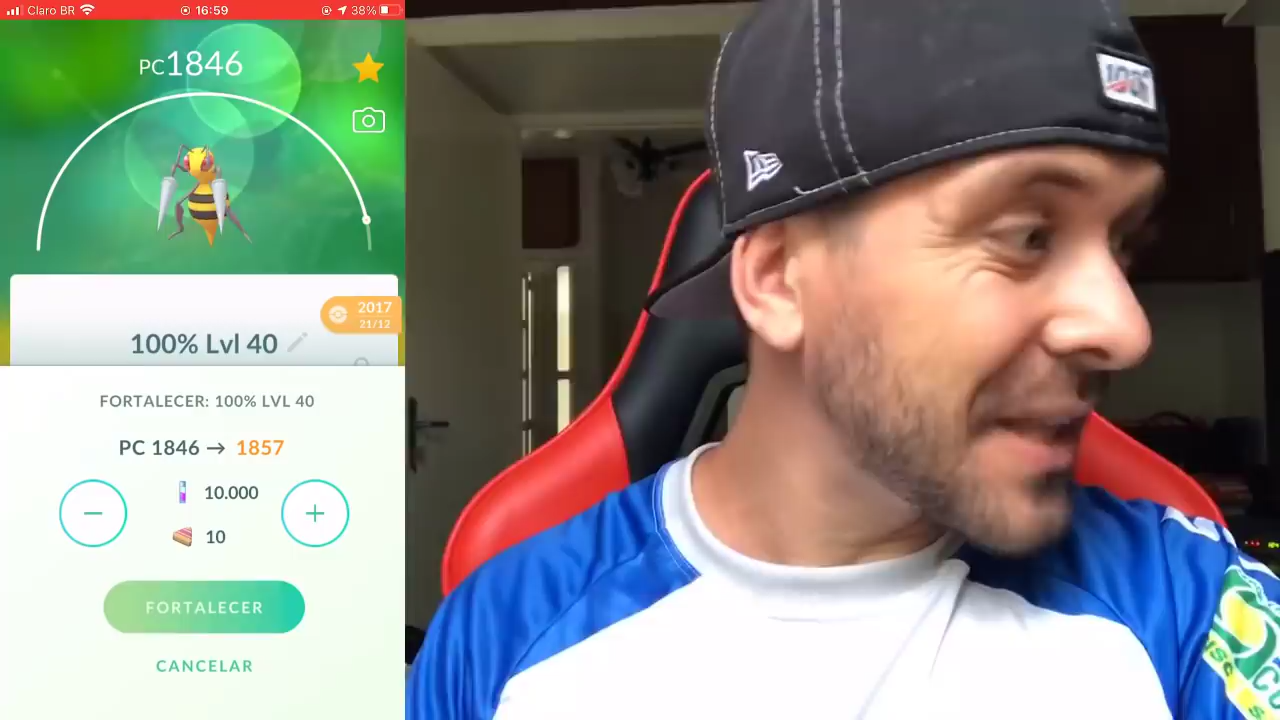 Claro BR
16:59
38%
PC1846
2017
21/12
100% Lvl 40
FORTALECER: 100% LVL 40
PC 1846 → 1857
10.000
10
FORTALECER
CANCELAR
NE